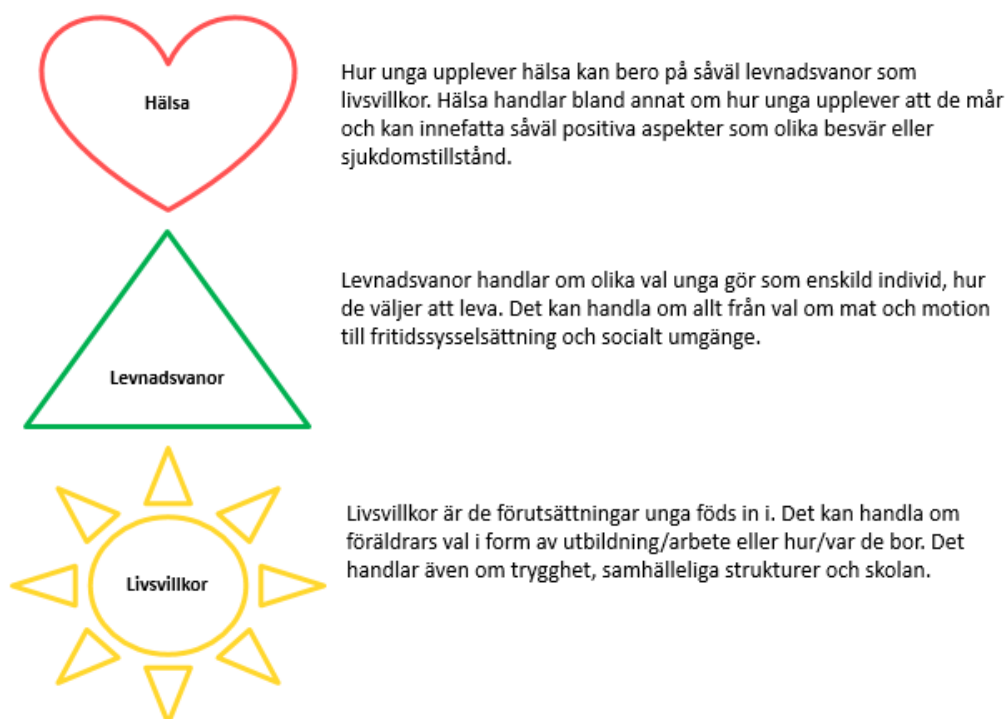 Hälsa
Hur unga upplever hälsa kan bero på såväl levnadsvanor som
livsvillkor. Hälsa handlar bland annat om hur unga upplever att de mår
och kan innefatta såväl positiva aspekter som olika besvär eller
sjukdomstillstånd.
Levnadsvanor
Levnadsvanor handlar om olika val unga gör som enskild individ, hur
de väljer att leva. Det kan handla om allt från val om mat och motion
till fritidssysselsättning och socialt umgänge.
Livsvillkor
Livsvillkor är de förutsättningar unga föds in i. Det kan handla om
föräldrars val i form av utbildning/arbete eller hur/var de bor. Det
handlar även om trygghet, samhälleliga strukturer och skolan.